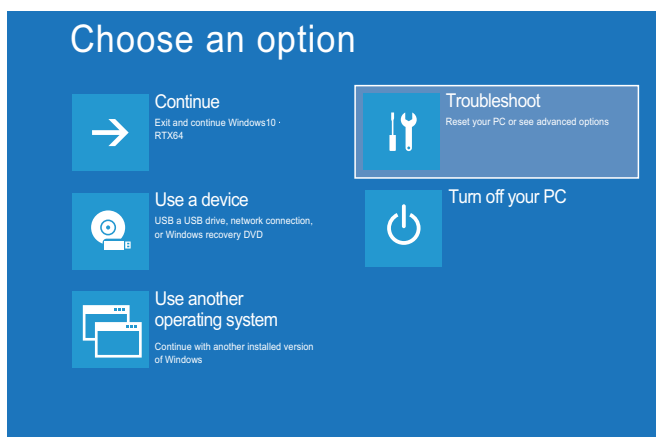 Choose an option
Continue
Exit and continue Windows10 ·
RTX64
Troubleshoot
Reset your PC or see advanced options
Use a device
USB a USB drive, network connection,
or Windows recovery DVD
Turn off your PC
Use another
operating system
Continue with another installed version
of Windows